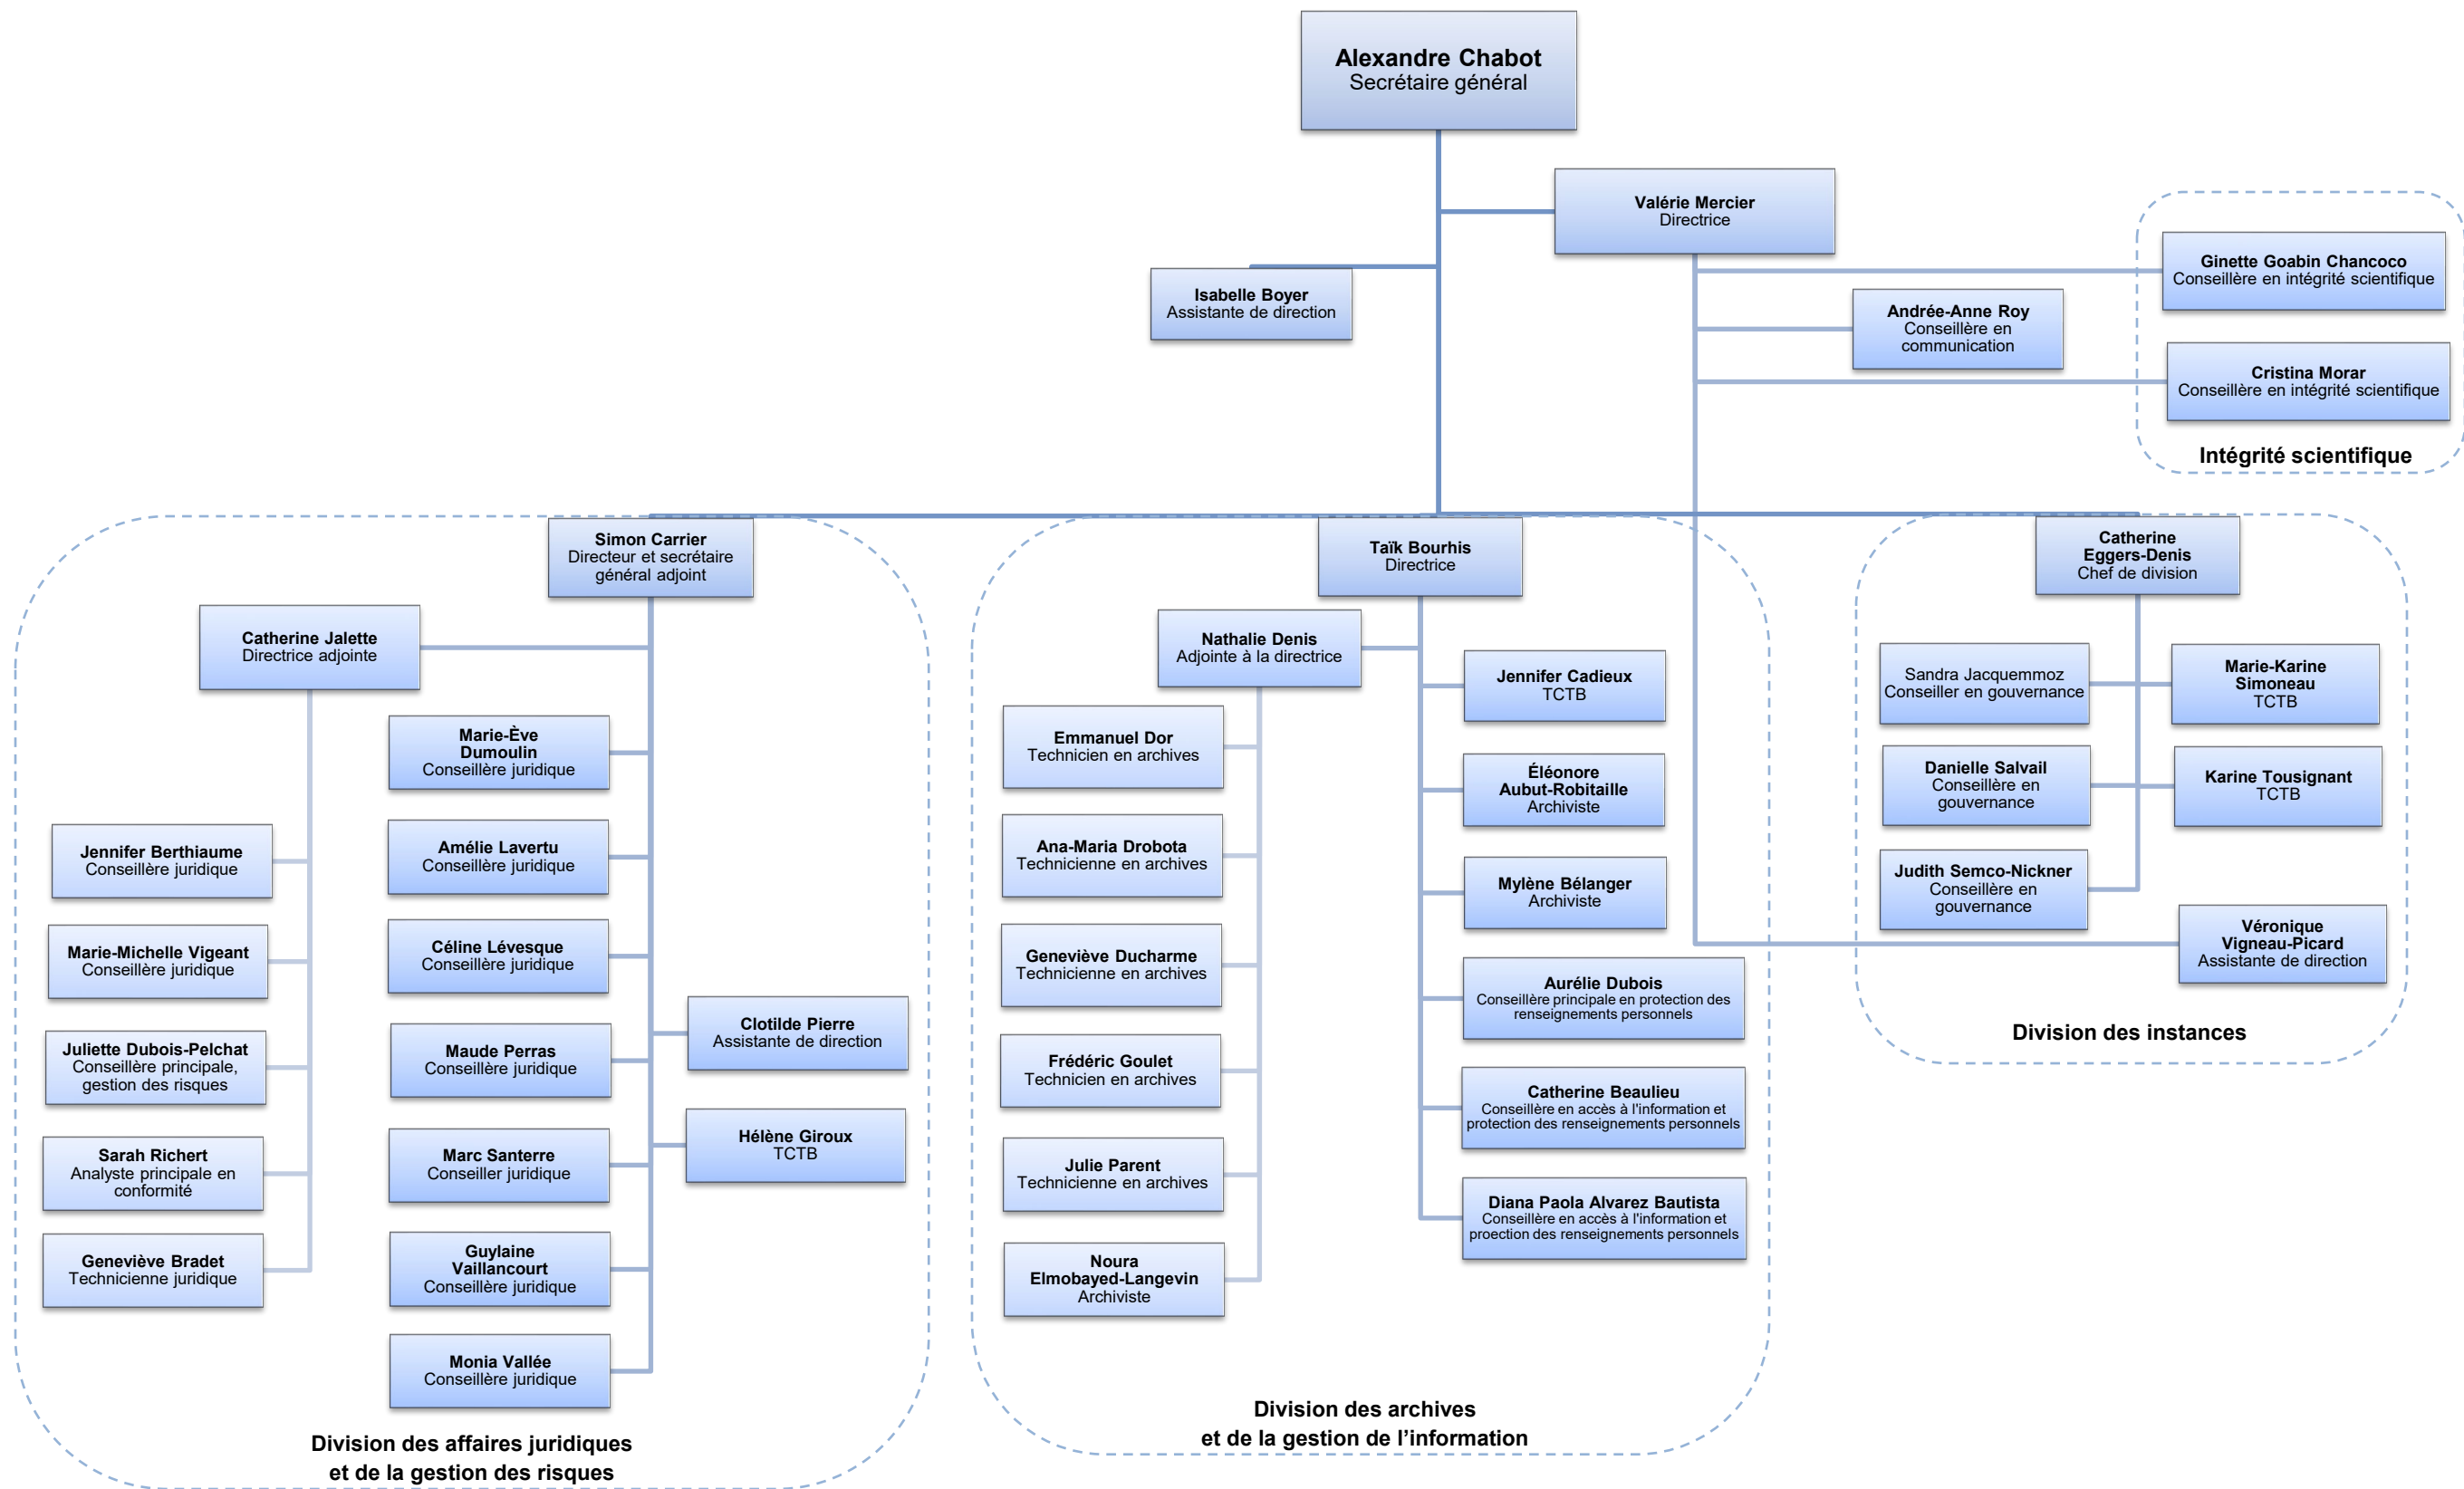 Alexandre Chabot
Secrétaire général
Valérie Mercier
Directrice
Isabelle Boyer
Assistante de direction
Ginette Goabin Chancoco
Conseillère en intégrité scientifique
Andrée-Anne Roy
Conseillère en
communication
Cristina Morar
Conseillère en intégrité scientifique
Intégrité scientifique
Simon Carrier
Directeur et secrétaire
général adjoint
Catherine Jalette
Directrice adjointe
Jennifer Berthiaume
Conseillère juridique
Marie-Michelle Vigeant
Conseillère juridique
Juliette Dubois-Pelchat
Conseillère principale,
gestion des risques
Sarah Richert
Analyste principale en
conformité
Geneviève Bradet
Technicienne juridique
Marie-Ève
Dumoulin
Conseillère juridique
Amélie Lavertu
Conseillère juridique
Céline Lévesque
Conseillère juridique
Maude Perras
Conseillère juridique
Marc Santerre
Conseiller juridique
Guylaine
Vaillancourt
Conseillère juridique
Monia Vallée
Conseillère juridique
Clotilde Pierre
Assistante de direction
Hélène Giroux
TCTB
Division des affaires juridiques
et de la gestion des risques
Taïk Bourhis
Directrice
Nathalie Denis
Adjointe à la directrice
Emmanuel Dor
Technicien en archives
Ana-Maria Drobota
Technicienne en archives
Geneviève Ducharme
Technicienne en archives
Frédéric Goulet
Technicien en archives
Julie Parent
Technicienne en archives
Noura
Elmobayed-Langevin
Archiviste
Jennifer Cadieux
TCTB
Éléonore
Aubut-Robitaille
Archiviste
Mylène Bélanger
Archiviste
Aurélie Dubois
Conseillère principale en protection des
renseignements personnels
Catherine Beaulieu
Conseillère en accès à l'information et
protection des renseignements personnels
Diana Paola Alvarez Bautista
Conseillère en accès à l'information et
proection des renseignements personnels
Division des archives
et de la gestion de l’information
Catherine
Eggers-Denis
Chef de division
Sandra Jacquemmoz
Conseiller en gouvernance
Marie-Karine
Simoneau
TCTB
Danielle Salvail
Conseillère en
gouvernance
Karine Tousignant
TCTB
Judith Semco-Nickner
Conseillère en
gouvernance
Véronique
Vigneau-Picard
Assistante de direction
Division des instances